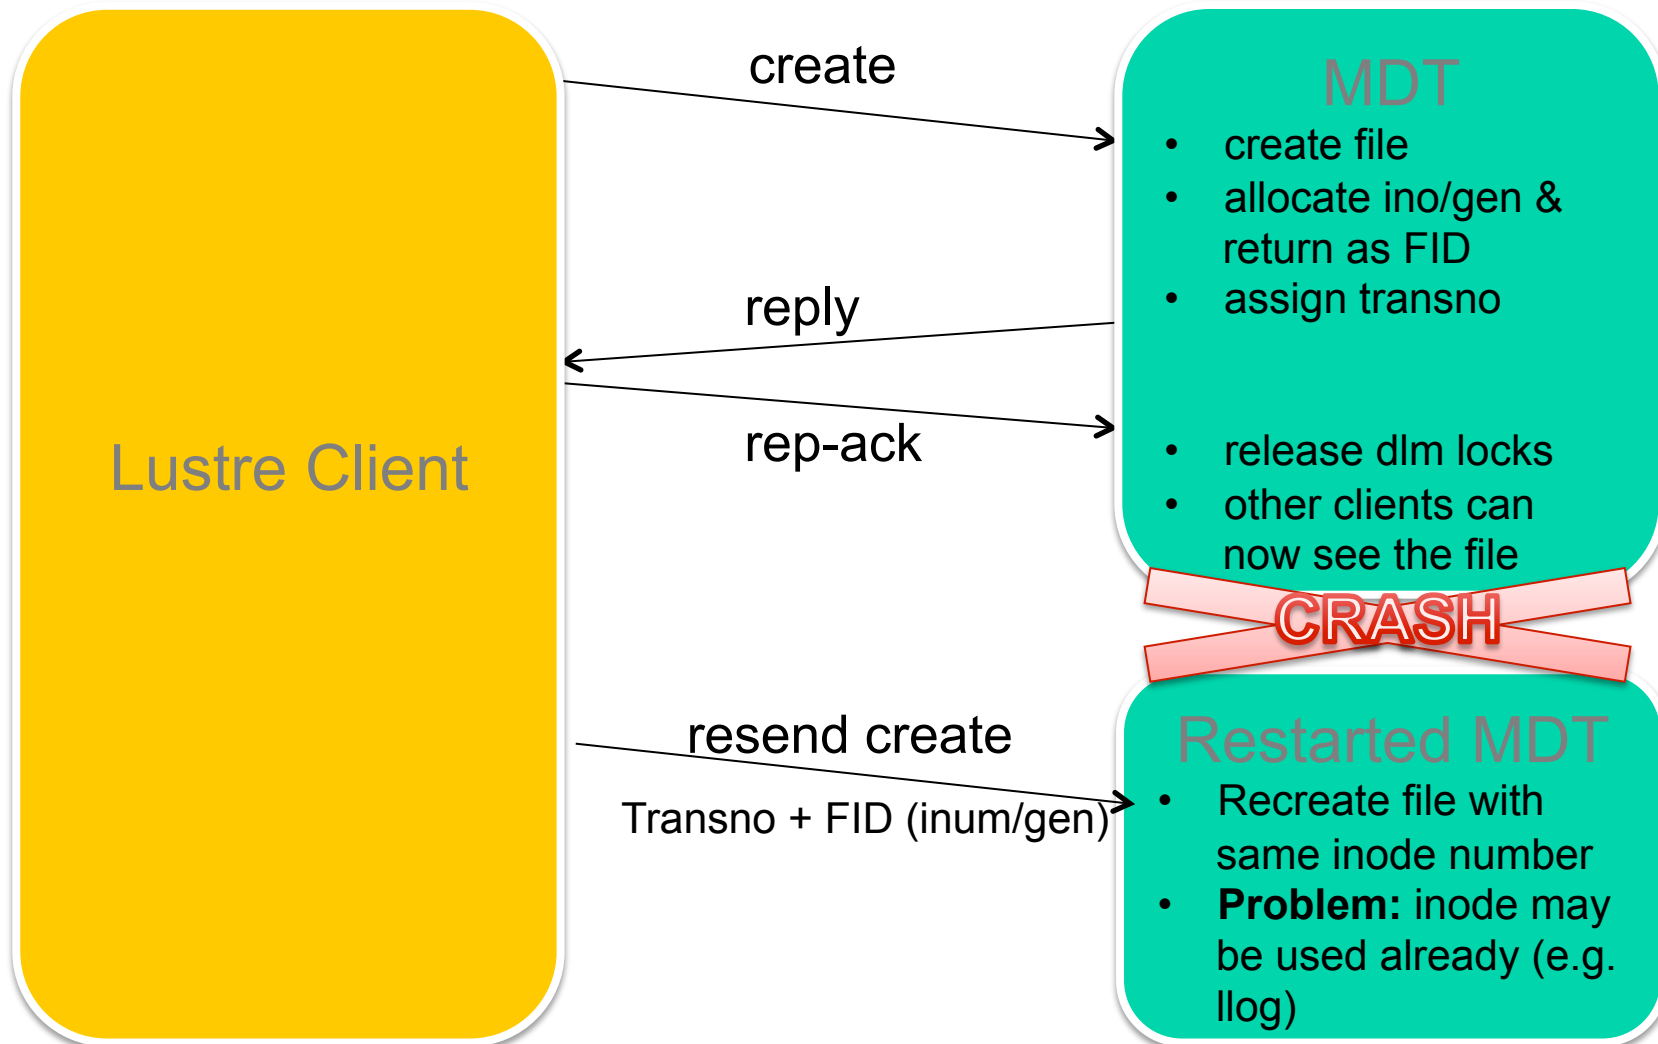 create
MDT
• create file
• allocate ino/gen &
return as FID
• assign transno
reply
rep-ack
Lustre Client
• release dlm locks
• other clients can
now see the file
CRASH
resend create
Transno + FID (inum/gen)
Restarted MDT
• Recreate file with
same inode number
• Problem: inode may
be used already (e.g.
llog)